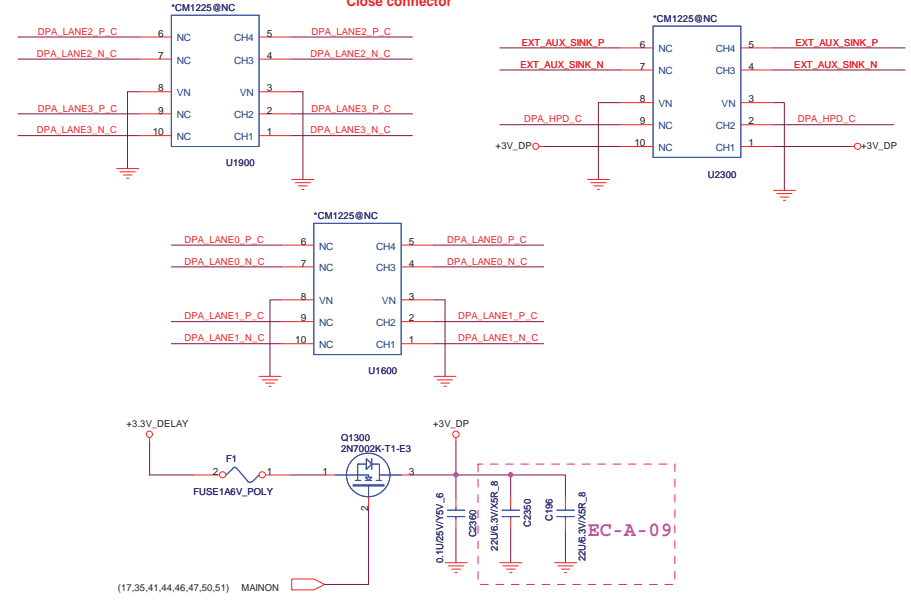 Close connector
*CM1225@NC
DPA_LANE2_P_C 6 NC CH4 5 DPA_LANE2_P_C
DPA_LANE2_N_C 7 NC CH3 4 DPA_LANE2_N_C
8 VN VN 3
DPA_LANE3_P_C 9 NC CH2 2 DPA_LANE3_P_C
DPA_LANE3_N_C 10 NC CH1 1 DPA_LANE3_N_C
U1900
*CM1225@NC
EXT_AUX_SINK_P 6 NC CH4 5 EXT_AUX_SINK_P
EXT_AUX_SINK_N 7 NC CH3 4 EXT_AUX_SINK_N
8 VN VN 3
DPA_HPD_C 9 NC CH2 2 DPA_HPD_C
+3V_DP 10 NC CH1 1 +3V_DP
U2300
*CM1225@NC
DPA_LANE0_P_C 6 NC CH4 5 DPA_LANE0_P_C
DPA_LANE0_N_C 7 NC CH3 4 DPA_LANE0_N_C
8 VN VN 3
DPA_LANE1_P_C 9 NC CH2 2 DPA_LANE1_P_C
DPA_LANE1_N_C 10 NC CH1 1 DPA_LANE1_N_C
U1600
+3.3V_DELAY
+3V_DP
Q1300
2N7002K-T1-E3
F1
2 1
FUSE1A6V_POLY
1 3
2
0.1U/25V/Y5V_6
C2360
22U/6.3V/X5R_8
C2350
C196
22U/6.3V/X5R_8
EC-A-09
(17,35,41,44,46,47,50,51) MAINON